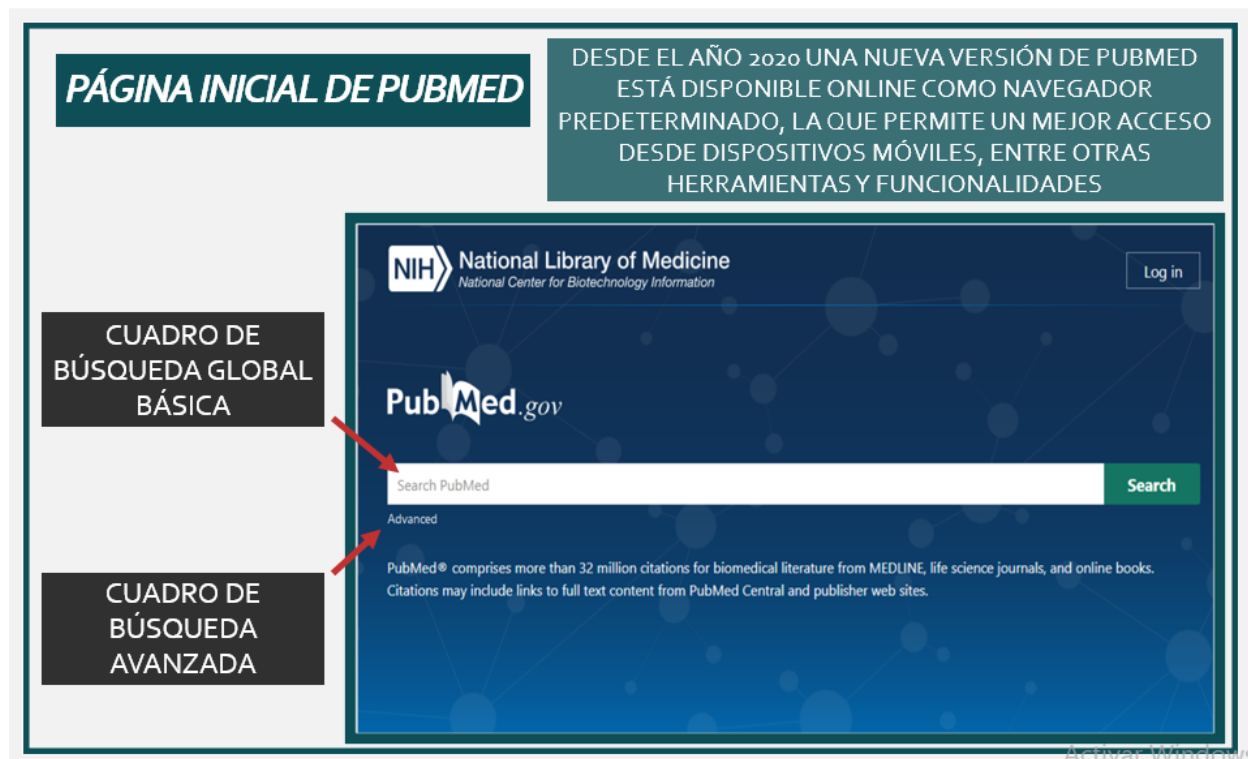 PÁGINA INICIAL DE PUBMED
DESDE EL AÑO 2020 UNA NUEVA VERSIÓN DE PUBMED
ESTÁ DISPONIBLE ONLINE COMO NAVEGADOR
PREDETERMINADO, LA QUE PERMITE UN MEJOR ACCESO
DESDE DISPOSITIVOS MÓVILES, ENTRE OTRAS
HERRAMIENTAS Y FUNCIONALIDADES
NIH National Library of Medicine
National Center for Biotechnology Information
Log in
CUADRO DE
BÚSQUEDA GLOBAL
BÁSICA
PubMed.gov
Search PubMed
Search
Advanced
PubMed® comprises more than 32 million citations for biomedical literature from MEDLINE, life science journals, and online books.
Citations may include links to full text content from PubMed Central and publisher web sites.
CUADRO DE
BÚSQUEDA
AVANZADA
Activar Windows